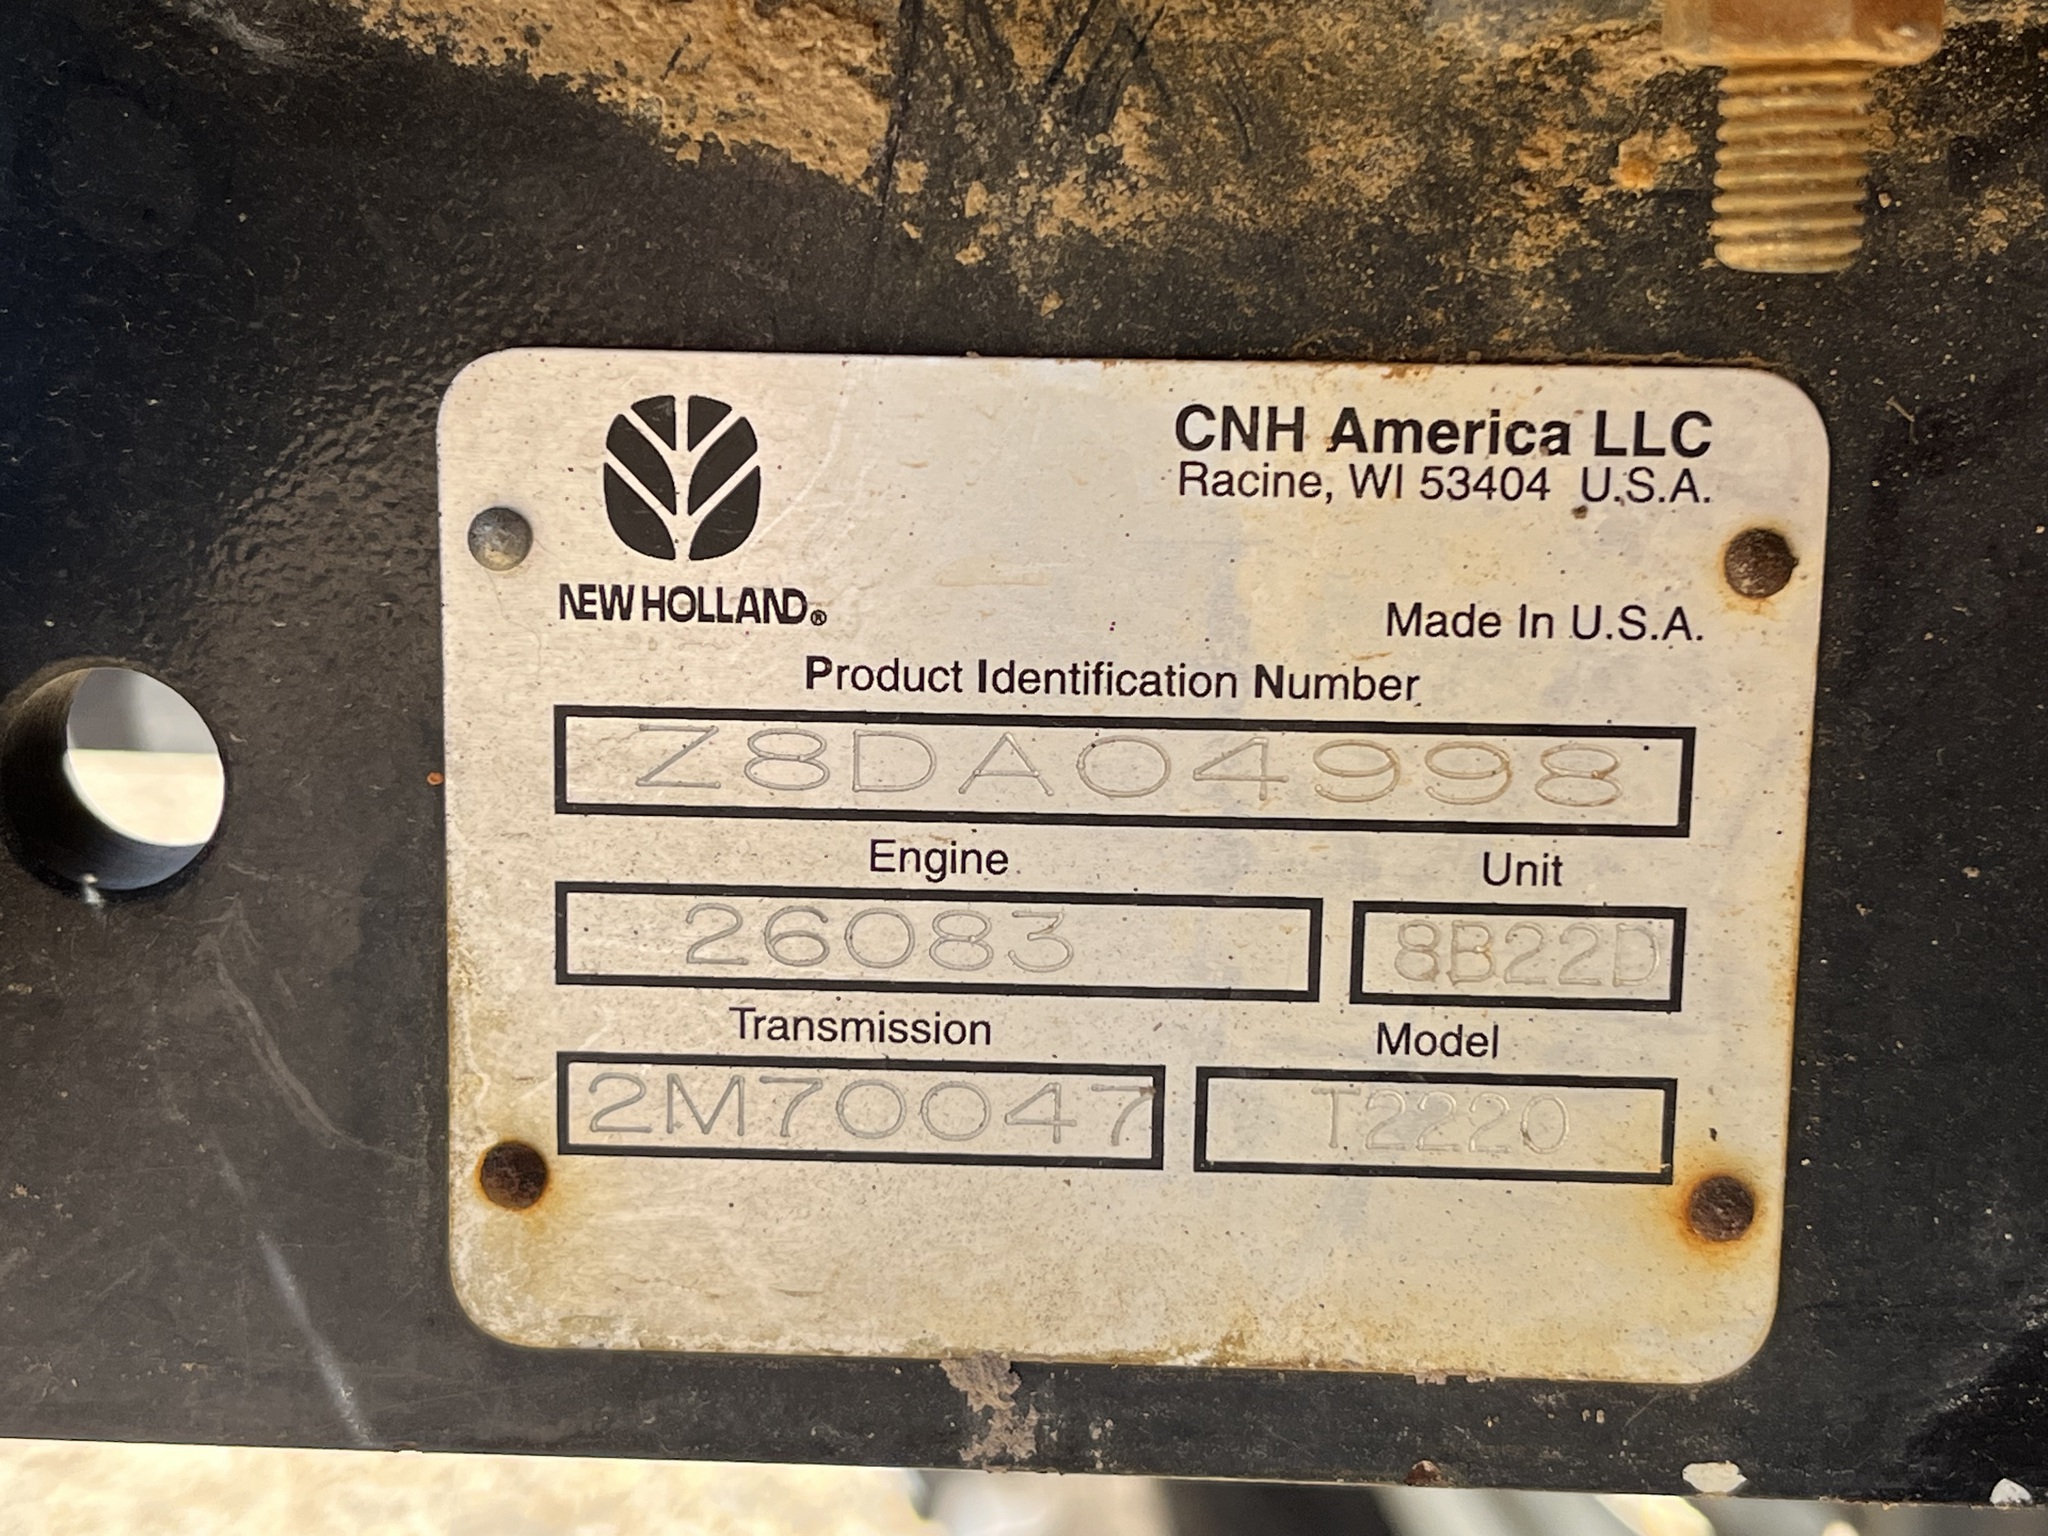 CNH America LLC
Racine, WI 53404 U.S.A.
NEW HOLLAND®
Made In U.S.A.
Product Identification Number
Z8DA04998
Engine
Unit
26083
8B22D
Transmission
Model
2M70047
T2220